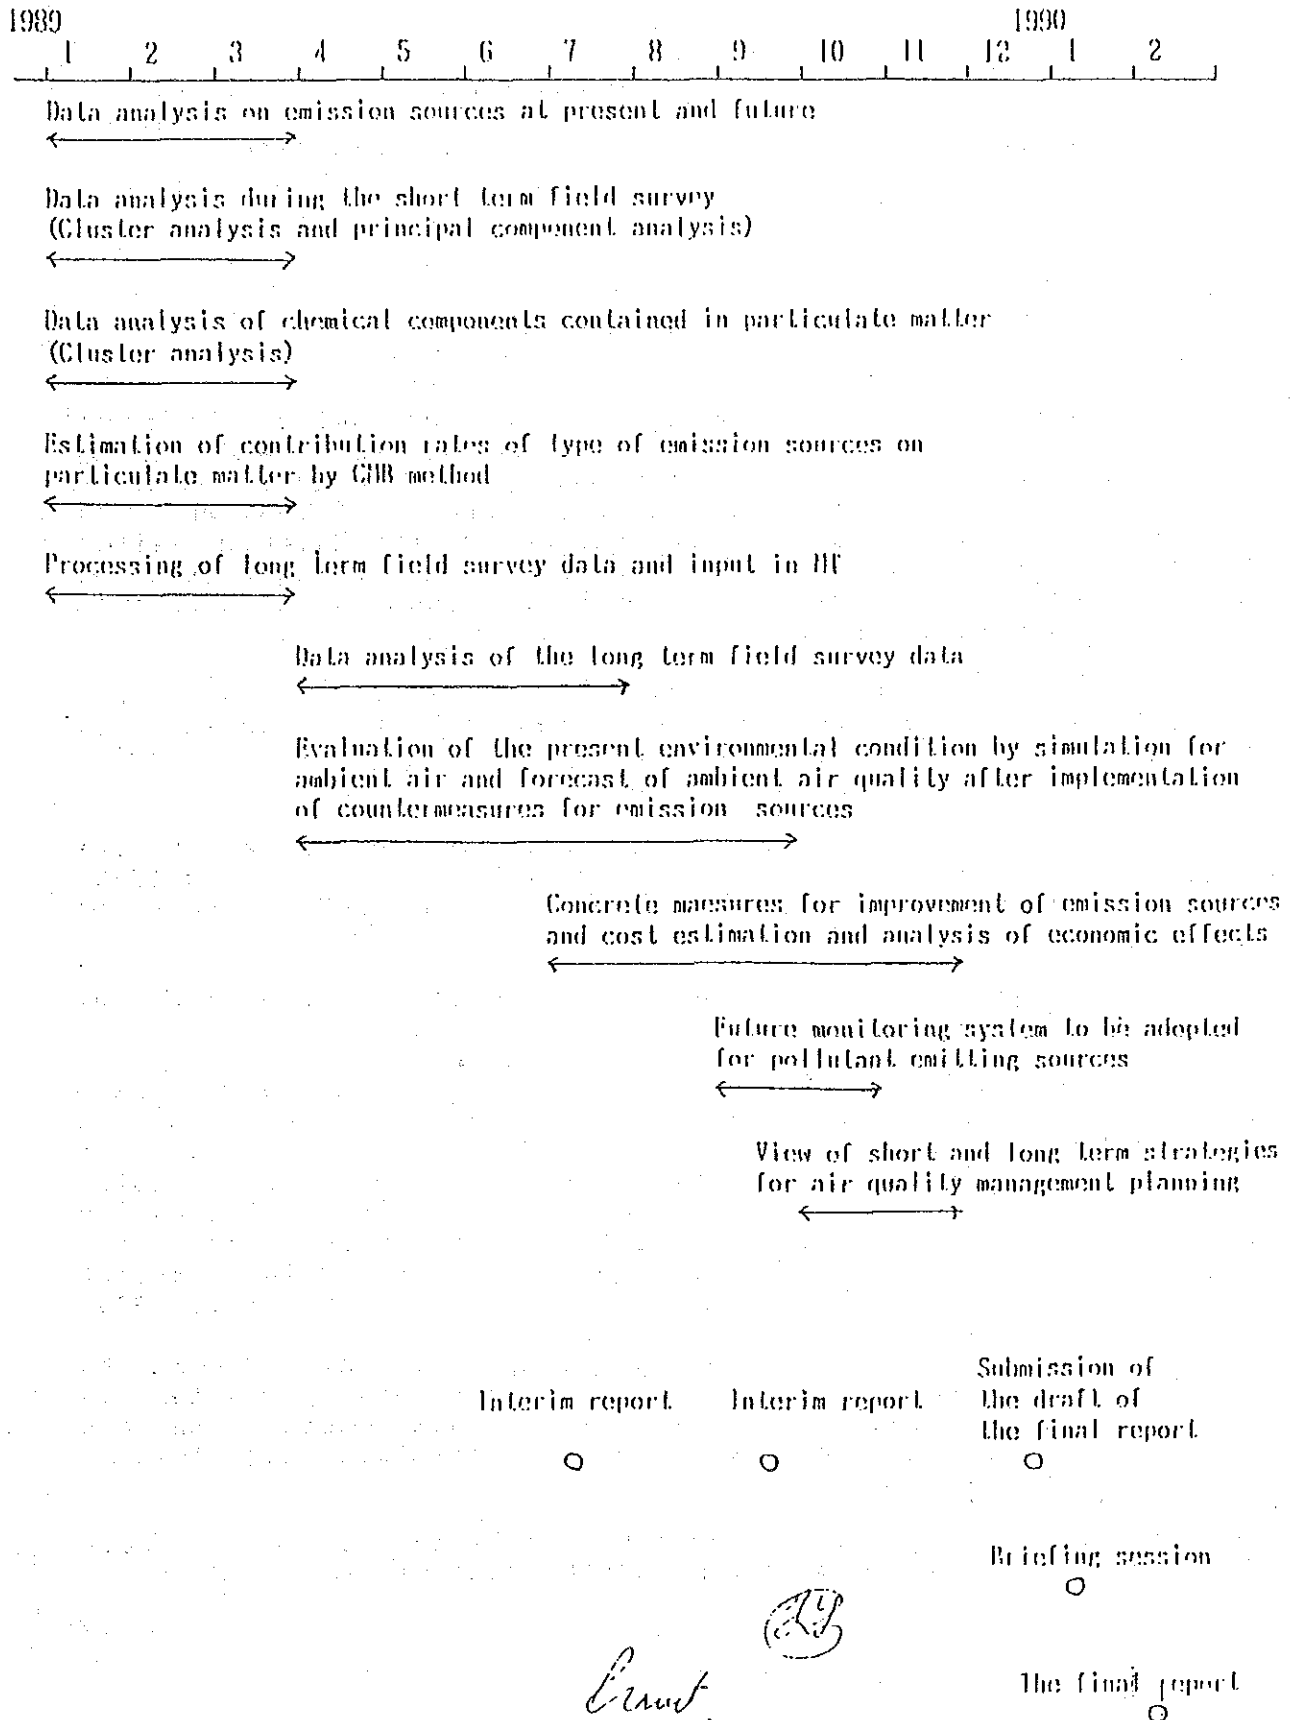 1989
1990
1 2 3 4 5 6 7 8 9 10 11 12 1 2
Data analysis on emission sources at present and future
Data analysis during the short term field survey
(Cluster analysis and principal component analysis)
Data analysis of chemical components contained in particulate matter
(Cluster analysis)
Estimation of contribution rates of type of emission sources on
particulate matter by CMB method
Processing of long term field survey data and input in
Data analysis of the long term field survey data
Evaluation of the present environmental condition by simulation for
ambient air and forecast of ambient air quality after implementation
of countermeasures for emission sources
Concrete maesures for improvement of emission sources
and cost estimation and analysis of economic effects
Future monitoring system to be adopted
for pollutant emitting sources
View of short and long term strategies
for air quality management planning
Submission of
Interim report Interim report the draft of
the final report
Briefing session
The final report